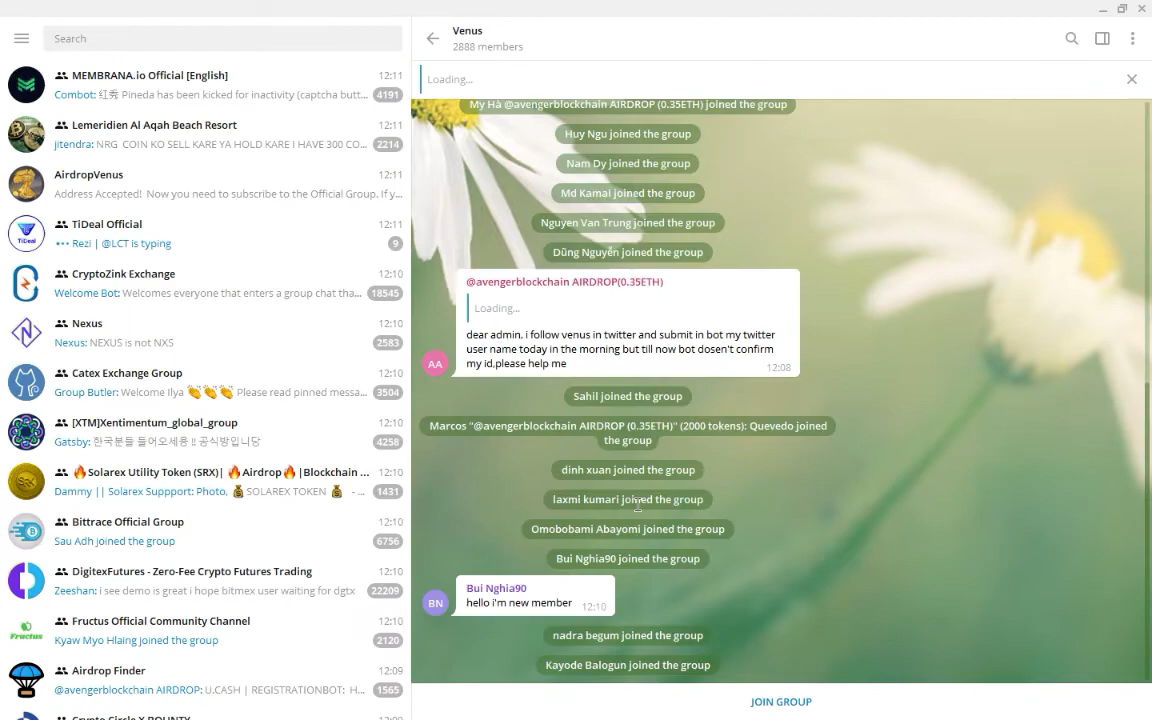 Search
MEMBRANA.io Official [English] 12:11
Combot: 红秀 Pineda has been kicked for inactivity (captcha butt... 4191
Lemeridien Al Aqah Beach Resort 12:11
jitendra: NRG COIN KO SELL KARE YA HOLD KARE I HAVE 300 CO... 2214
AirdropVenus 12:11
Address Accepted! Now you need to subscribe to the Official Group. If y...
TiDeal
TiDeal Official 12:11
Rezi | @LCT is typing 9
CryptoZink Exchange 12:10
Welcome Bot: Welcomes everyone that enters a group chat tha... 18545
Nexus 12:10
Nexus: NEXUS is not NXS 2583
Catex Exchange Group 12:10
Group Butler: Welcome Ilya 👏👏👏 Please read pinned messa... 3504
[XTM]Xentimentum_global_group 12:10
Gatsby: 한국분들 들어오세용 !! 공식방입니당 4258
🔥Solarex Utility Token (SRX)| 🔥Airdrop🔥|Blockchain ... 12:10
Dammy || Solarex Suppport: Photo, 💰 SOLAREX TOKEN 💰 - ... 1431
Bittrace Official Group 12:10
Sau Adh joined the group 6756
DigitexFutures - Zero-Fee Crypto Futures Trading 12:10
Zeeshan: i see demo is great i hope bitmex user waiting for dgtx 22209
Fructus
Fructus Official Community Channel 12:10
Kyaw Myo Hlaing joined the group 2120
Airdrop Finder 12:09
@avengerblockchain AIRDROP: U.CASH | REGISTRATIONBOT: H... 1565
Crypto Circle X BOUNTY 12:09
Venus
2888 members
Loading...
My Hà @avengerblockchain AIRDROP (0.35ETH) joined the group
Huy Ngu joined the group
Nam Dy joined the group
Md Kamal joined the group
Nguyen Van Trung joined the group
Dũng Nguyễn joined the group
@avengerblockchain AIRDROP(0.35ETH)
Loading...
dear admin, i follow venus in twitter and submit in bot my twitter
user name today in the morning but till now bot dosen't confirm
my id,please help me
AA
12:08
Sahil joined the group
Marcos "@avengerblockchain AIRDROP (0.35ETH)" (2000 tokens): Quevedo joined
the group
dinh xuan joined the group
laxmi kumari joined the group
Omobobami Abayomi joined the group
Bui Nghia90 joined the group
Bui Nghia90
BN hello i'm new member 12:10
nadra begum joined the group
Kayode Balogun joined the group
JOIN GROUP